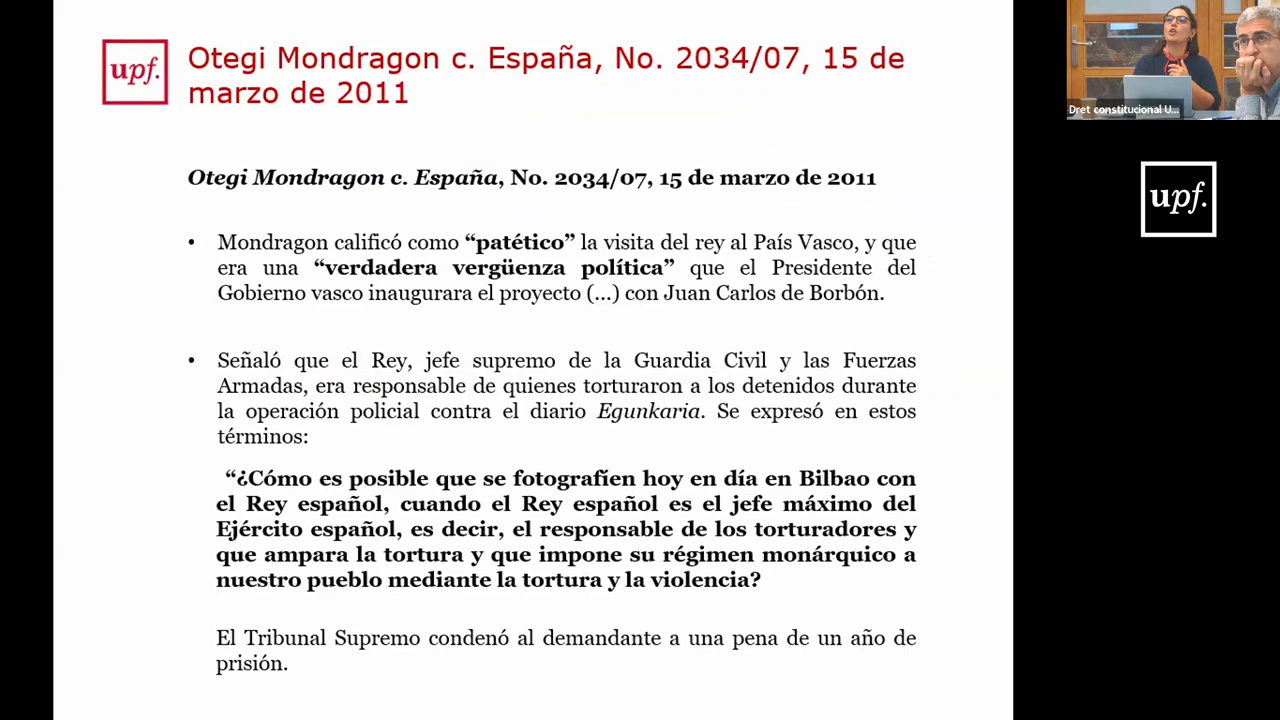 upf.
Otegi Mondragon c. España, No. 2034/07, 15 de
marzo de 2011
Otegi Mondragon c. España, No. 2034/07, 15 de marzo de 2011
• Mondragon calificó como “patético” la visita del rey al País Vasco, y que
era una “verdadera vergüenza política” que el Presidente del
Gobierno vasco inaugurara el proyecto (...) con Juan Carlos de Borbón.
• Señaló que el Rey, jefe supremo de la Guardia Civil y las Fuerzas
Armadas, era responsable de quienes torturaron a los detenidos durante
la operación policial contra el diario Egunkaria. Se expresó en estos
términos:
“¿Cómo es posible que se fotografíen hoy en día en Bilbao con
el Rey español, cuando el Rey español es el jefe máximo del
Ejército español, es decir, el responsable de los torturadores y
que ampara la tortura y que impone su régimen monárquico a
nuestro pueblo mediante la tortura y la violencia?
El Tribunal Supremo condenó al demandante a una pena de un año de
prisión.
Dret constitucional U...
upf.